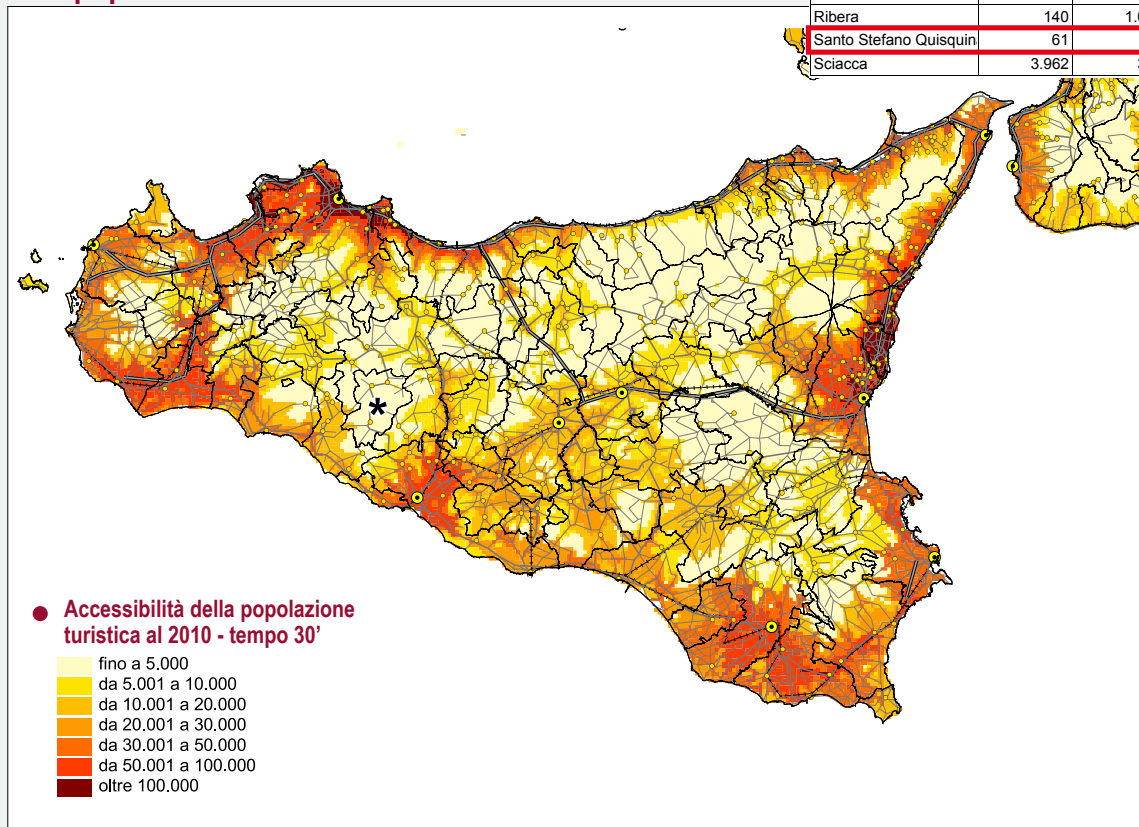 Ribera 140
Santo Stefano Quisquin 61
Sciacca 3.962
*
Accessibilità della popolazione
turistica al 2010 - tempo 30’
fino a 5.000
da 5.001 a 10.000
da 10.001 a 20.000
da 20.001 a 30.000
da 30.001 a 50.000
da 50.001 a 100.000
oltre 100.000